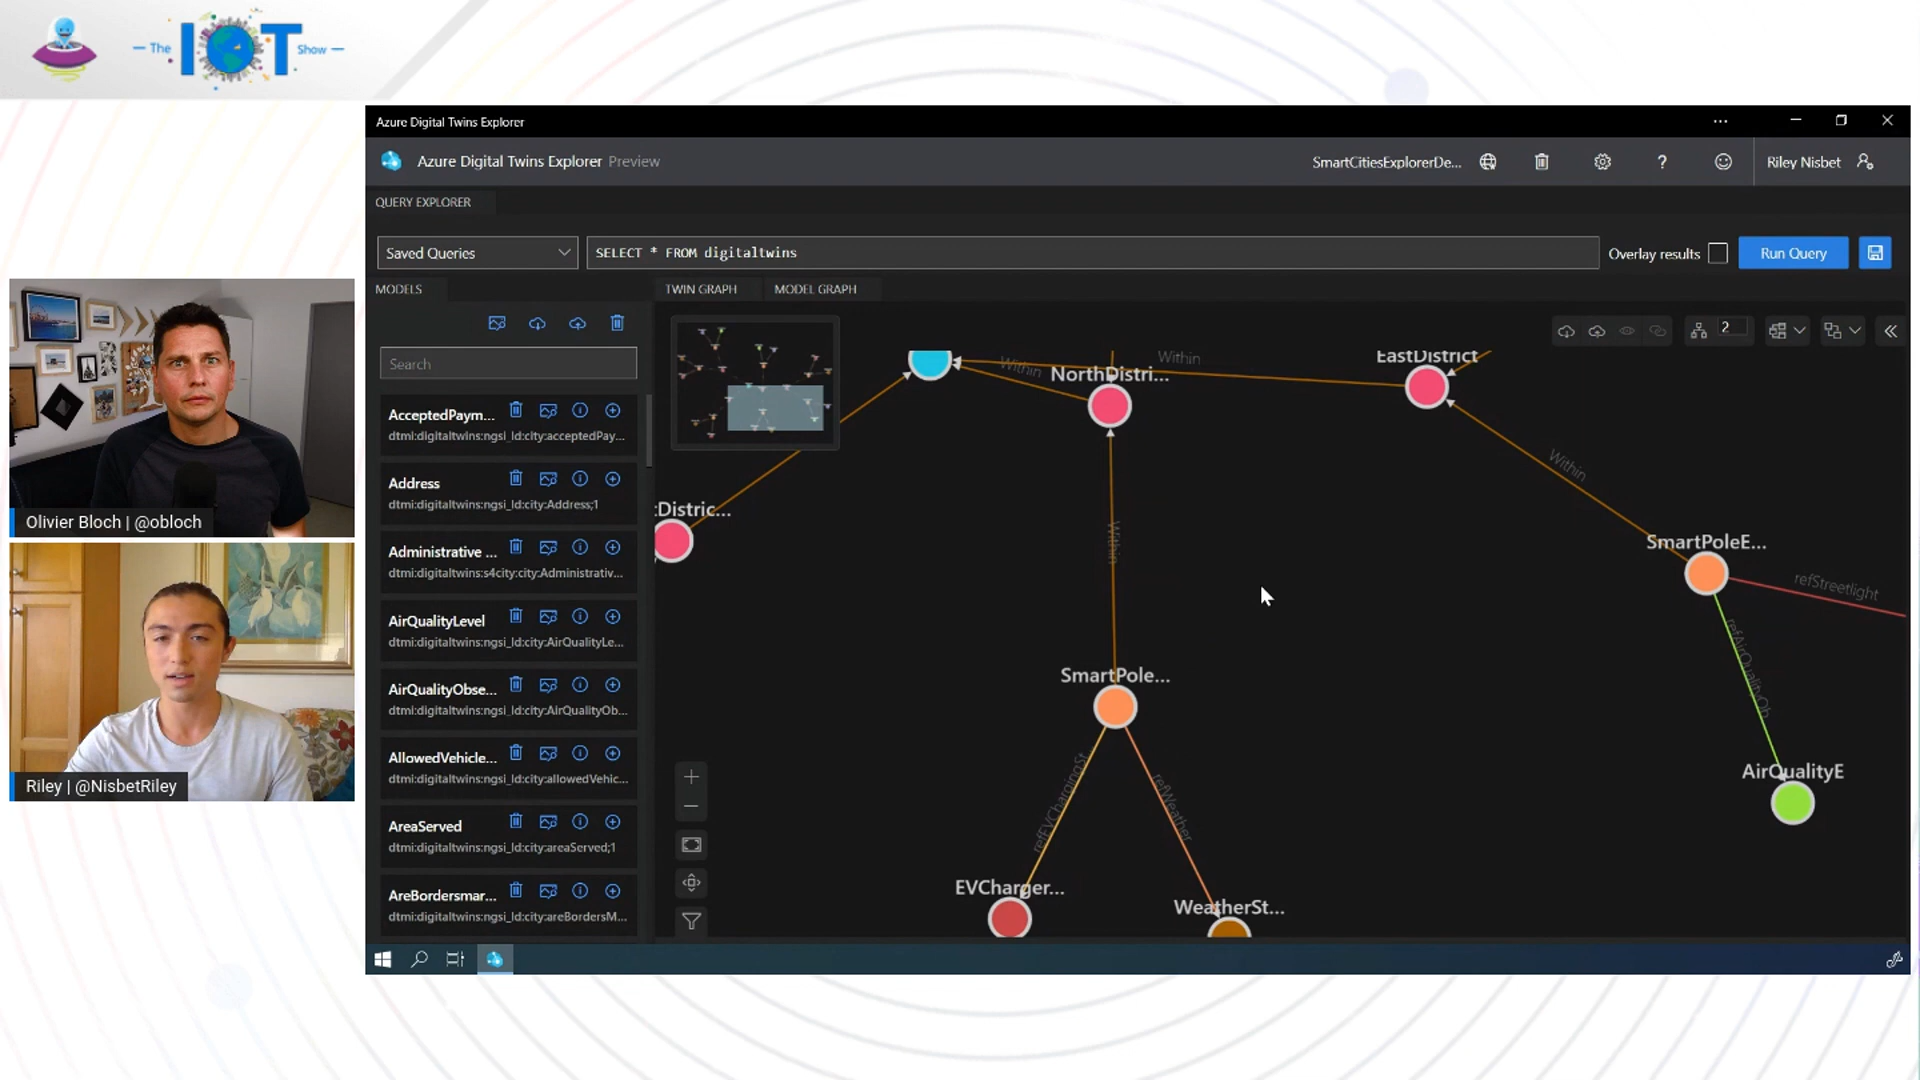 The IOT Show
Azure Digital Twins Explorer
Azure Digital Twins Explorer Preview
SmartCitiesExplorerDe...
?
Riley Nisbet
QUERY EXPLORER
Saved Queries
SELECT * FROM digitaltwins
Overlay results
Run Query
MODELS
TWIN GRAPH
MODEL GRAPH
Search
2
AcceptedPaym...
dtmi:digitaltwins:ngsi_ld:city:acceptedPay...
Address
dtmi:digitaltwins:ngsi_ld:city:Address;1
Administrative ...
dtmi:digitaltwins:s4city:city:Administrativ...
AirQualityLevel
dtmi:digitaltwins:ngsi_ld:city:AirQualityLe...
AirQualityObse...
dtmi:digitaltwins:ngsi_ld:city:AirQualityOb...
AllowedVehicle...
dtmi:digitaltwins:ngsi_ld:city:allowedVehic...
AreaServed
dtmi:digitaltwins:ngsi_ld:city:areaServed;1
AreBordersmar...
dtmi:digitaltwins:ngsi_ld:city:areBordersM...
Within
Within
NorthDistri...
EastDistrict
Within
:Distric...
Within
SmartPoleE...
refStreetlight
refAirQualityOb
SmartPole...
AirQualityE
refEVChargingSt
refWeather
EVCharger...
WeatherSt...
Olivier Bloch | @obloch
Riley | @NisbetRiley